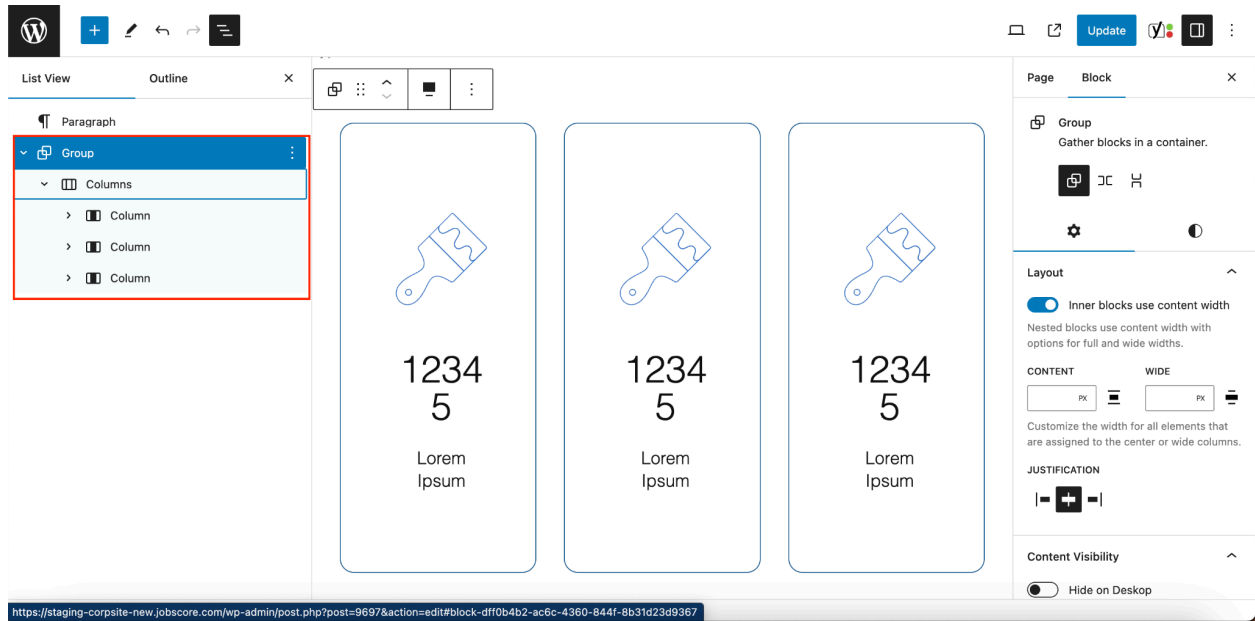 Update
List View
Outline
Page
Block
Paragraph
Group
Columns
Column
Column
Column
1234
5
Lorem
Ipsum
1234
5
Lorem
Ipsum
1234
5
Lorem
Ipsum
Group
Gather blocks in a container.
Layout
Inner blocks use content width
Nested blocks use content width with
options for full and wide widths.
CONTENT
WIDE
PX
PX
Customize the width for all elements that
are assigned to the center or wide columns.
JUSTIFICATION
Content Visibility
Hide on Deskop
https://staging-corpsite-new.jobscore.com/wp-admin/post.php?post=9697&action=edit#block-dff0b4b2-ac6c-4360-844f-8b31d23d9367